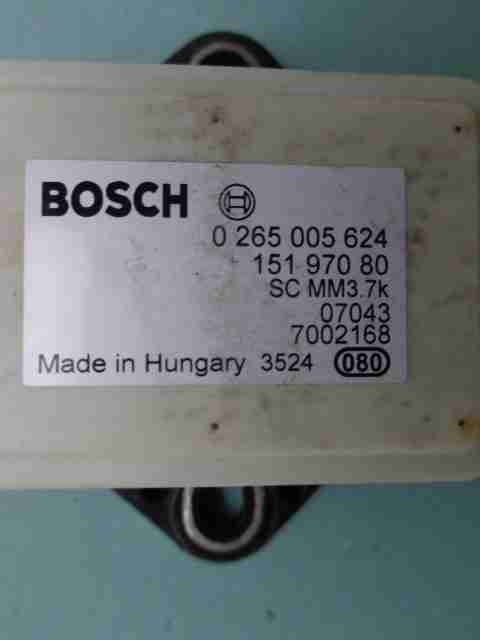 BOSCH
0 265 005 624
151 970 80
SC MM3.7k
07043
7002168
Made in Hungary 3524 080